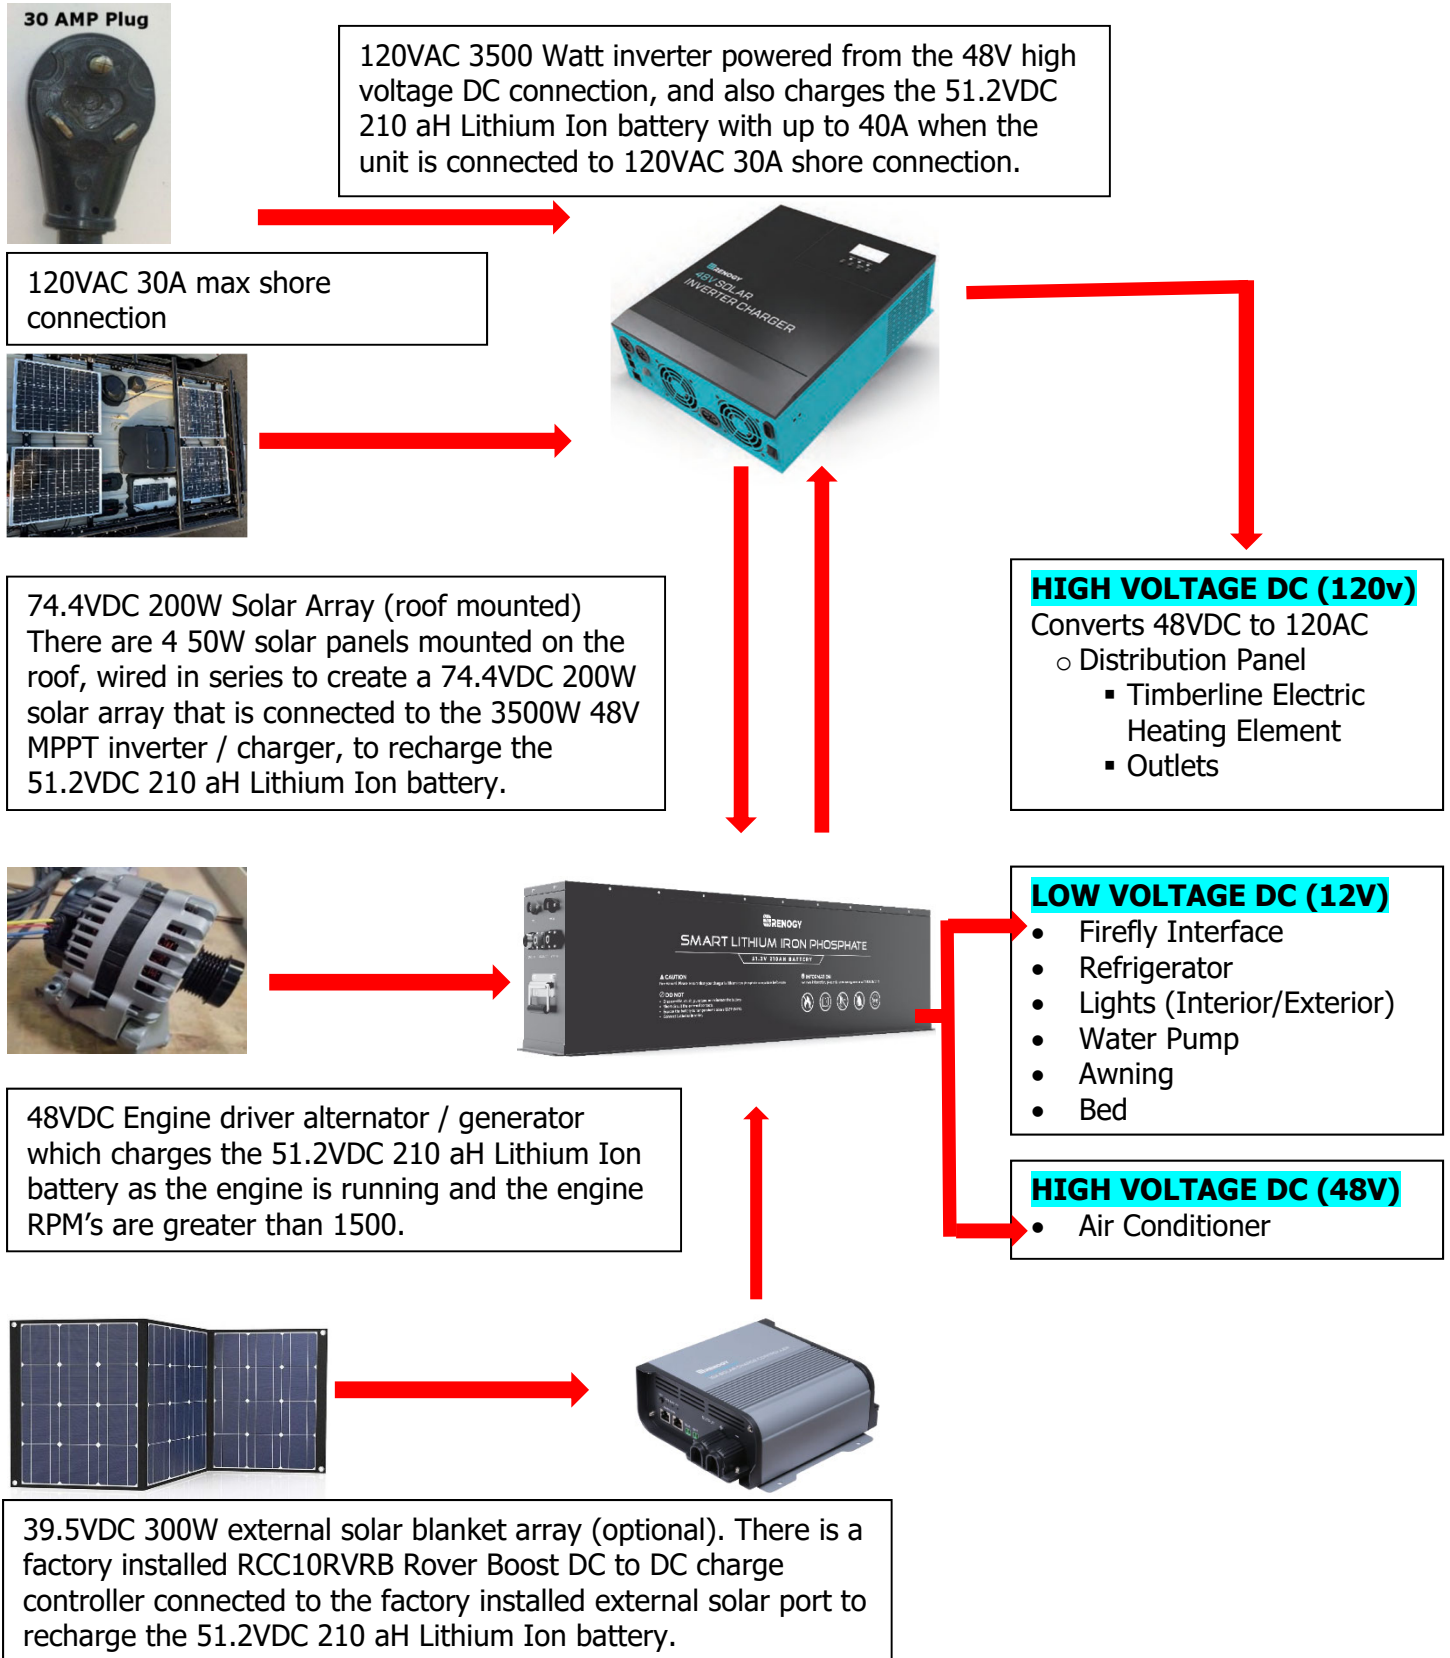 30 AMP Plug
120VAC 3500 Watt inverter powered from the 48V high
voltage DC connection, and also charges the 51.2VDC
210 aH Lithium Ion battery with up to 40A when the
unit is connected to 120VAC 30A shore connection.
120VAC 30A max shore
connection
RENOGY
48V SOLAR
INVERTER CHARGER
74.4VDC 200W Solar Array (roof mounted)
There are 4 50W solar panels mounted on the
roof, wired in series to create a 74.4VDC 200W
solar array that is connected to the 3500W 48V
MPPT inverter / charger, to recharge the
51.2VDC 210 aH Lithium Ion battery.
HIGH VOLTAGE DC (120v)
Converts 48VDC to 120AC
○ Distribution Panel
▪ Timberline Electric
Heating Element
▪ Outlets
RENOGY
SMART LITHIUM IRON PHOSPHATE
51.2V 210AH BATTERY
CAUTION
DO NOT
INFORMATION
LOW VOLTAGE DC (12V)
• Firefly Interface
• Refrigerator
• Lights (Interior/Exterior)
• Water Pump
• Awning
• Bed
48VDC Engine driver alternator / generator
which charges the 51.2VDC 210 aH Lithium Ion
battery as the engine is running and the engine
RPM’s are greater than 1500.
HIGH VOLTAGE DC (48V)
• Air Conditioner
RENOGY
39.5VDC 300W external solar blanket array (optional). There is a
factory installed RCC10RVRB Rover Boost DC to DC charge
controller connected to the factory installed external solar port to
recharge the 51.2VDC 210 aH Lithium Ion battery.